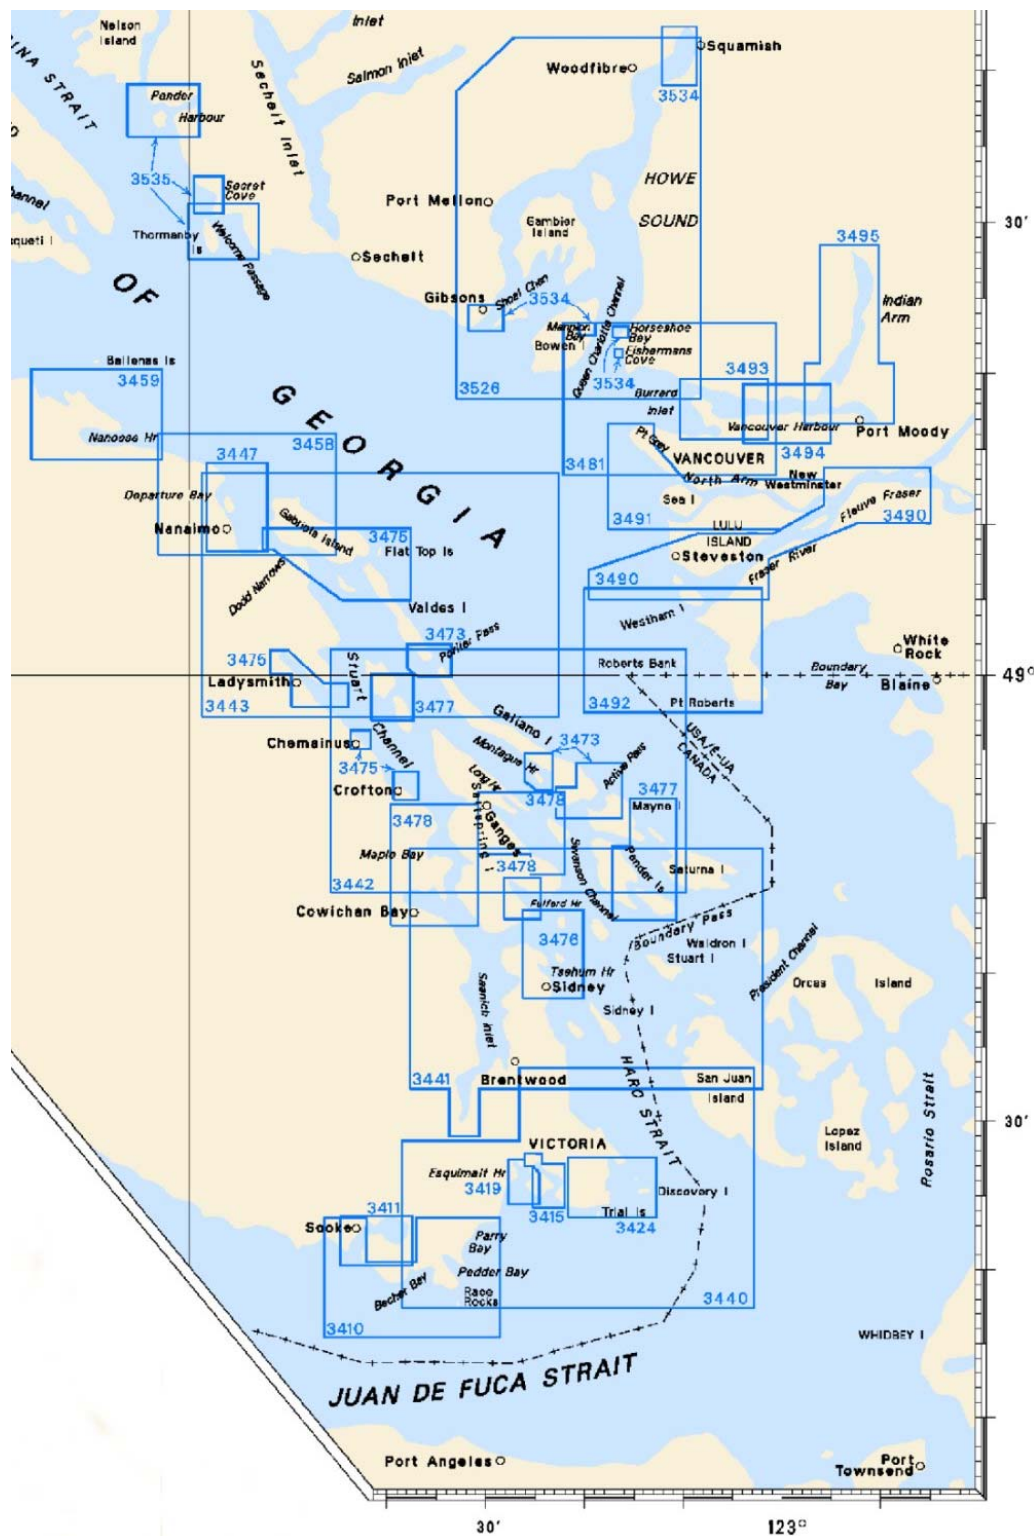 Nelson
Island
Inlet
INA STRAIT
Salmon Inlet
Sechelt Inlet
Woodfibre
Squamish
3534
Pender
Harbour
3535
Secret
Cove
HOWE
SOUND
Port Mellon
Gambier
Island
Thormanby
Is
Welcome Passage
Sechelt
3495
Indian
Arm
OF
Gibsons
Shoal Chan
3534
Mannion
Bay
Bowen I
Queen Charlotte Channel
Horseshoe
Bay
Fishermans
Cove
3534
Ballenas Is
3459
3526
3493
GEORGIA
Burrard
Inlet
Nanoose Hr
3458
Vancouver Harbour
Port Moody
3447
3481
Pt Grey
VANCOUVER
3494
Departure Bay
North Arm
New
Westminster
Nanaimo
Gabriola Island
Sea I
Fleuve Fraser
3490
3475
3491
LULU
ISLAND
Flat Top Is
Steveston
Fraser River
Dodd Narrows
3490
Valdes I
Westham I
3473
Porlier Pass
White
Rock
3475
Stuart
Channel
Roberts Bank
Boundary
Bay
49°
Ladysmith
Blaine
3443
3477
3492
Pt Roberts
Galiano I
USA/É-UA
CANADA
Chemainus
Montague Hr
3473
Active Pass
3475
Long Hr
3477
Crofton
3478
Mayne I
3478
Saltspring I
Ganges
Maple Bay
3478
Swanson Channel
Pender Is
Saturna I
3442
Cowichan Bay
Fulford Hr
Boundary Pass
3476
Waldron I
Stuart I
President Channel
Tsehum Hr
Sidney
Orcas
Island
Saanich Inlet
Sidney I
HARO STRAIT
3441
Brentwood
San Juan
Island
Rosario Strait
30'
VICTORIA
Lopez
Island
Esquimalt Hr
3419
Discovery I
3415
Trial Is
3424
3411
Sooke
Parry
Bay
Pedder Bay
Becher Bay
Race
Rocks
3440
3410
WHIDBEY I
JUAN DE FUCA STRAIT
Port Angeles
Port
Townsend
30'
123°
30'